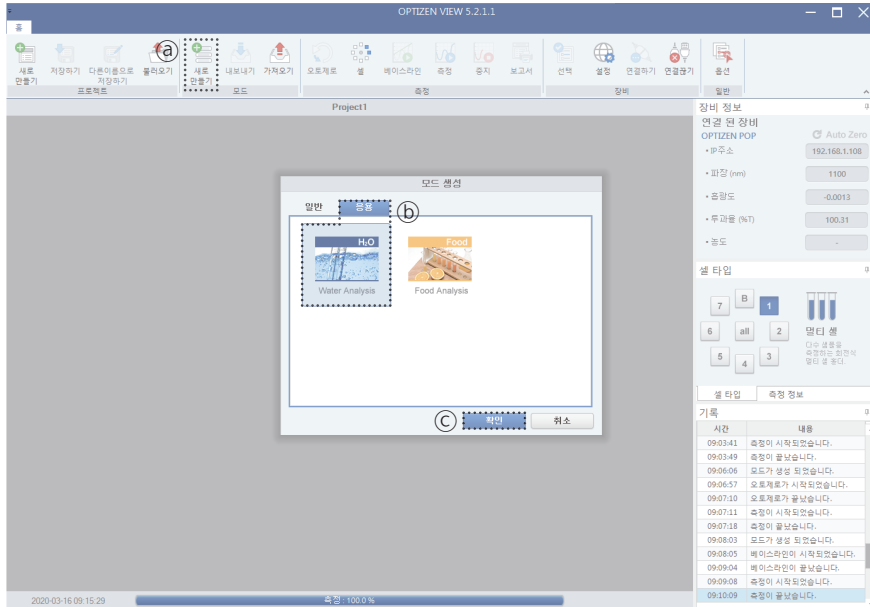 OPTIZEN VIEW 5.2.1.1
홈
새로 만들기
저장하기
다른이름으로 저장하기
불러오기
ⓐ
새로 만들기
내보내기
가져오기
오토제로
셀
베이스라인
측정
중지
보고서
선택
설정
연결하기
연결끊기
옵션
프로젝트
모드
측정
장비
일반
Project1
장비 정보
연결 된 장비
OPTIZEN POP
Auto Zero
• IP주소
192.168.1.108
• 파장 (nm)
1100
• 흡광도
-0.0013
• 투과율 (%T)
100.31
• 농도
-
모드 생성
일반
응용
ⓑ
H₂O
Water Analysis
Food
Food Analysis
ⓒ
확인
취소
셀 타입
7
B
1
6
all
2
5
4
3
멀티 셀
다수 샘플을
측정하는 회전식
멀티 셀 홀더.
셀 타입
측정 정보
기록
시간
내용
09:03:41 측정이 시작되었습니다.
09:03:49 측정이 끝났습니다.
09:06:06 모드가 생성 되었습니다.
09:06:57 오토제로가 시작되었습니다.
09:07:10 오토제로가 끝났습니다.
09:07:11 측정이 시작되었습니다.
09:07:18 측정이 끝났습니다.
09:08:03 모드가 생성 되었습니다.
09:08:05 베이스라인이 시작되었습니다.
09:09:04 베이스라인이 끝났습니다.
09:09:08 측정이 시작되었습니다.
09:10:09 측정이 끝났습니다.
2020-03-16 09:15:29
측정 : 100.0 %